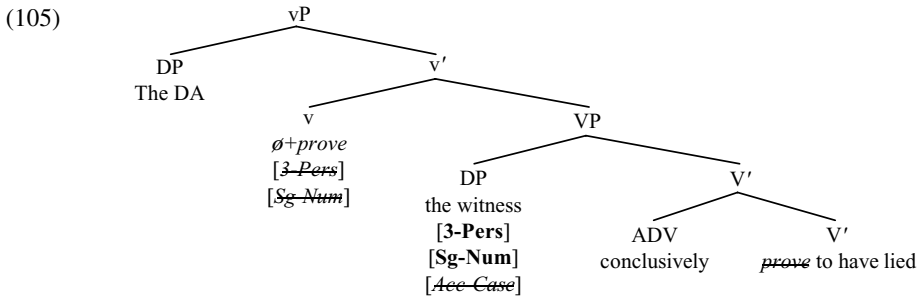 (105) vP
DP v′
The DA
v VP
ø+prove
[3-Pers] DP V′
[Sg-Num] the witness
[3-Pers] ADV V′
[Sg-Num] conclusively prove to have lied
[Acc-Case]